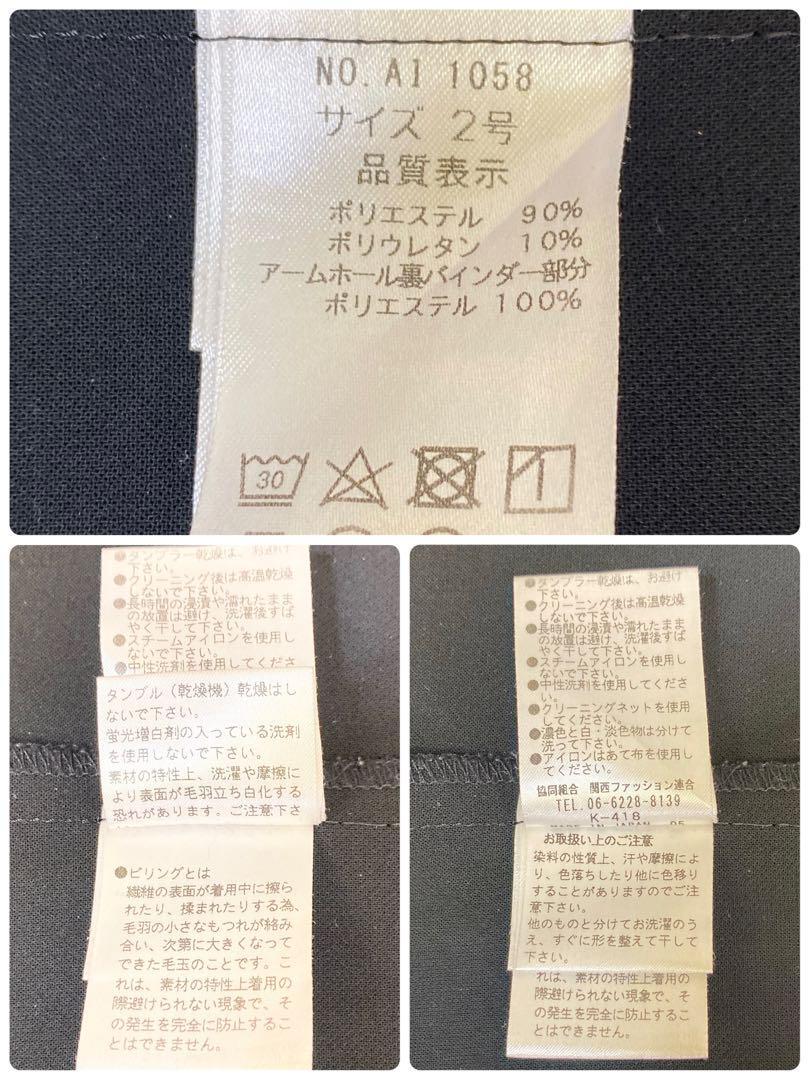 NO. AI 1058
サイズ 2号
品質表示
ポリエステル 90%
ポリウレタン 10%
アームホール裏バインダー部分
ポリエステル 100%
30
●タンブラー乾燥は、お避け
下さい。
●クリーニング後は高温乾燥
しないで下さい。
●長時間の浸漬や濡れたまま
の放置は避け、洗濯後すば
やく干して下さい。
●スチームアイロンを使用し
ないで下さい。
●中性洗剤を使用してくださ
タンブル(乾燥機)乾燥はし
ないで下さい。
蛍光増白剤の入っている洗剤
を使用しないで下さい。
素材の特性上、洗濯や摩擦に
より表面が毛羽立ち白化する
恐れがあります。ご注意下さ
●ピリングとは
繊維の表面が着用中に擦ら
れたり、揉まれたりする為、
毛羽の小さなもつれが絡み
合い、次第に大きくなって
できた毛玉のことです。こ
れは、素材の特性上着用の
際避けられない現象で、そ
の発生を完全に防止するこ
とはできません。
●タンブラー乾燥は、お避け
下さい。
●クリーニング後は高温乾燥
しないで下さい。
●長時間の浸漬や濡れたまま
の放置は避け、洗濯後すば
やく干して下さい。
●スチームアイロンを使用し
ないで下さい。
●中性洗剤を使用してくださ
い。
●クリーニングネットを使用
して下さい。
●濃色と白・淡色物は分けて
洗って下さい。
●アイロンはあて布を使用し
てください。
協同組合 関西ファッション連合
TEL. 06-6228-8139
K-418
MADE IN JAPAN 05
お取扱い上のご注意
染料の性質上、汗や摩擦によ
り、色落ちしたり他に色移り
することがありますのでご注
意下さい。
他のものと分けてお洗濯のう
え、すぐに形を整えて干して
下さい。
れは、素材の特性上着用の
際避けられない現象で、そ
の発生を完全に防止するこ
とはできません。